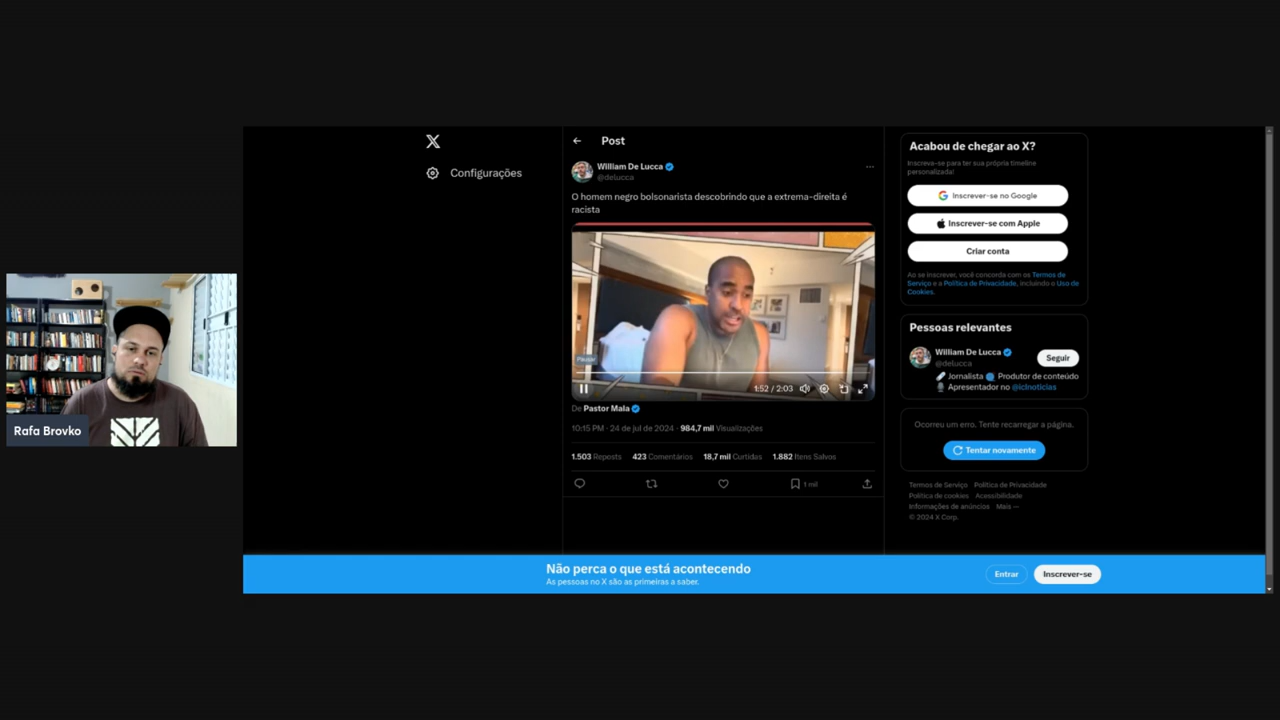 Rafa Brovko
Configurações
Post
William De Lucca
@delucca
O homem negro bolsonarista descobrindo que a extrema-direita é
racista
Pausar
1:52 / 2:03
De Pastor Mala
10:15 PM · 24 de jul de 2024 · 984,7 mil Visualizações
1.503 Reposts 423 Comentários 18,7 mil Curtidas 1.882 Itens Salvos
1 mil
Acabou de chegar ao X?
Inscreva-se para ter sua própria timeline
personalizada!
Inscrever-se no Google
Inscrever-se com Apple
Criar conta
Ao se inscrever, você concorda com os Termos de
Serviço e a Política de Privacidade, incluindo o Uso de
Cookies.
Pessoas relevantes
William De Lucca
@delucca
Seguir
Jornalista Produtor de conteúdo
Apresentador no @iclnoticias
Ocorreu um erro. Tente recarregar a página.
Tentar novamente
Termos de Serviço Política de Privacidade
Política de cookies Acessibilidade
Informações de anúncios Mais —
© 2024 X Corp.
Não perca o que está acontecendo
As pessoas no X são as primeiras a saber.
Entrar
Inscrever-se